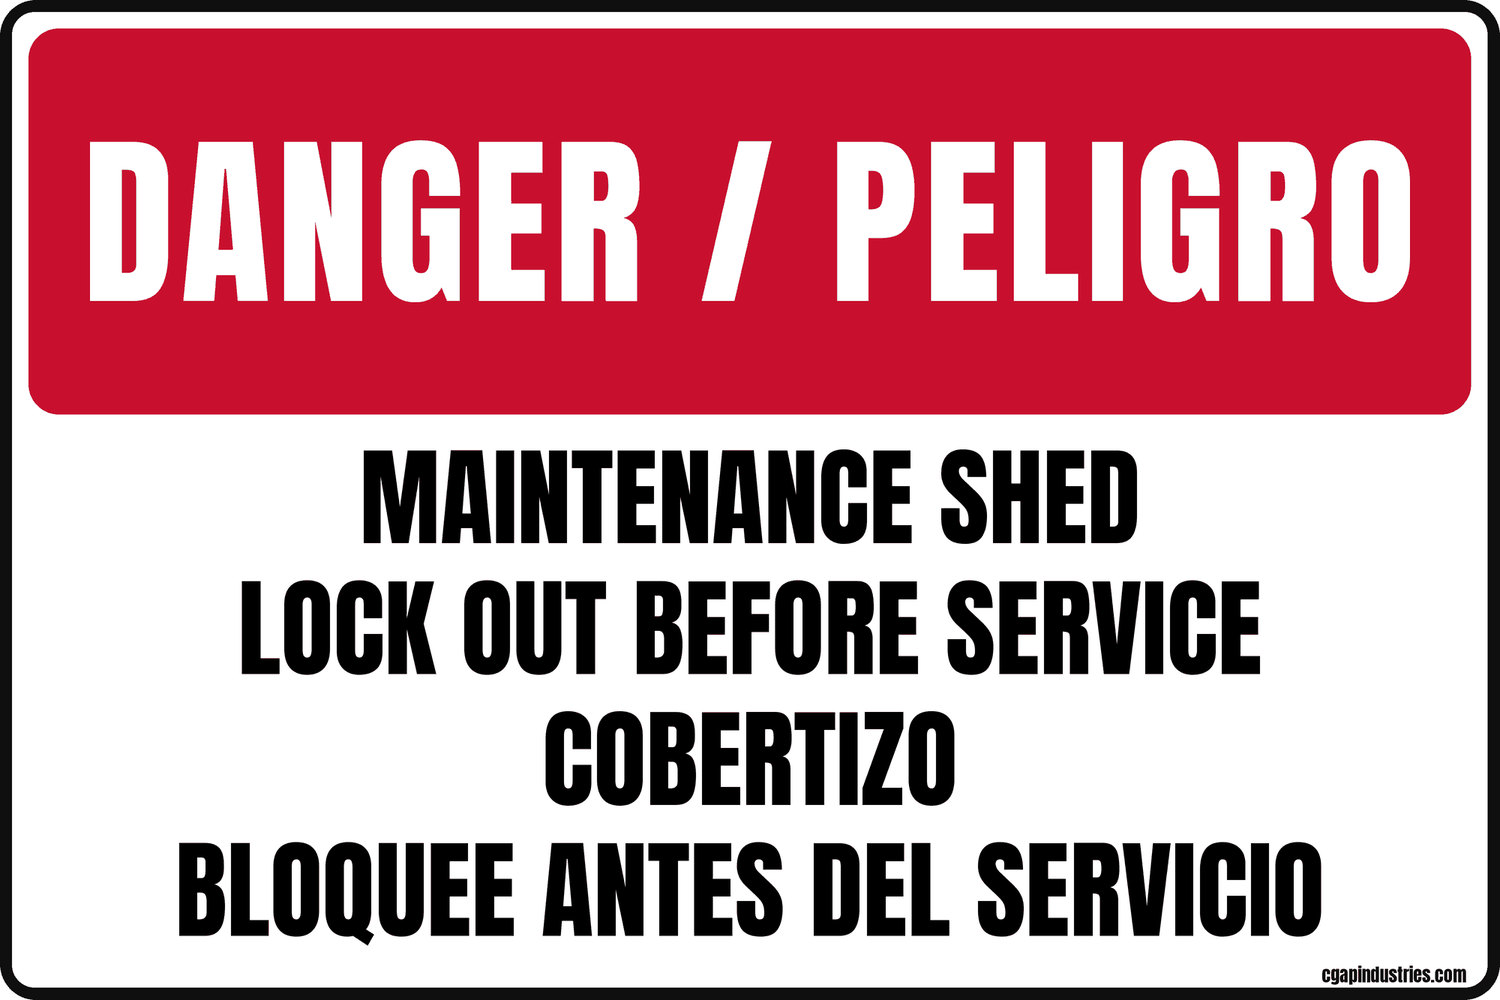 DANGER / PELIGRO
MAINTENANCE SHED
LOCK OUT BEFORE SERVICE
COBERTIZO
BLOQUEE ANTES DEL SERVICIO
cgapindustries.com